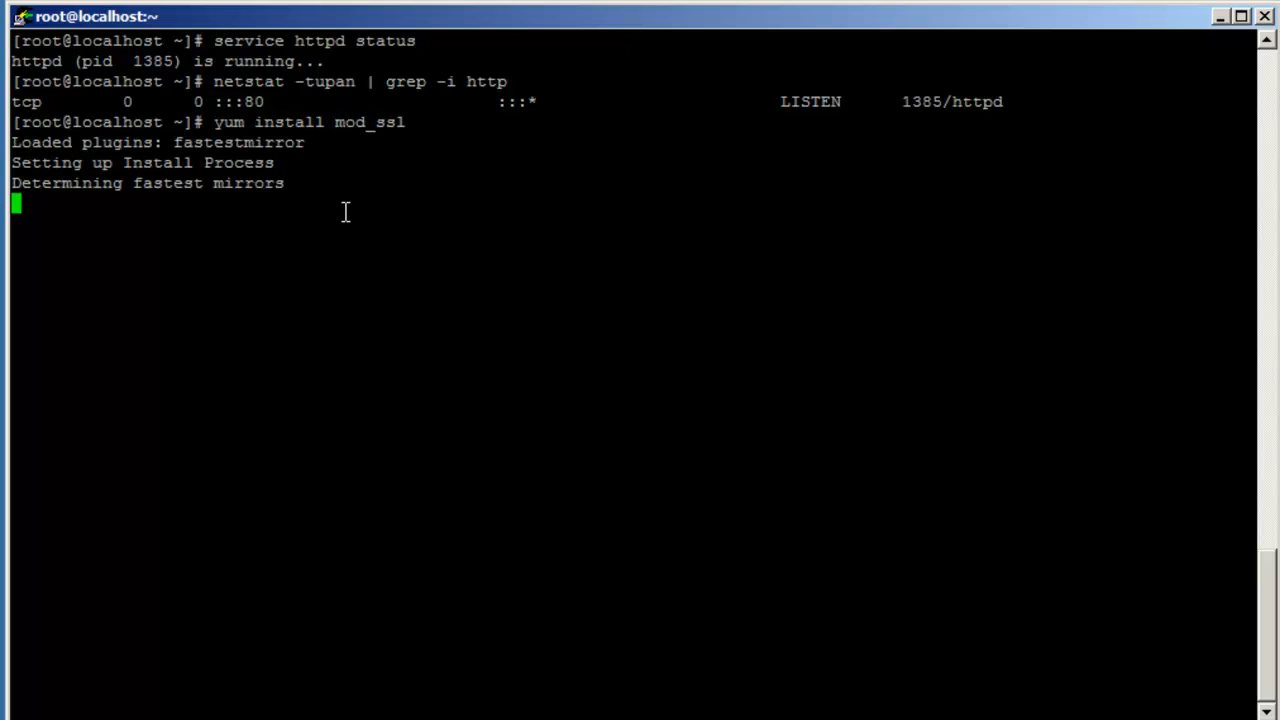 root@localhost:~
[root@localhost ~]# service httpd status
httpd (pid  1385) is running...
[root@localhost ~]# netstat -tupan | grep -i http
tcp        0      0 :::80                       :::*                        LISTEN      1385/httpd
[root@localhost ~]# yum install mod_ssl
Loaded plugins: fastestmirror
Setting up Install Process
Determining fastest mirrors